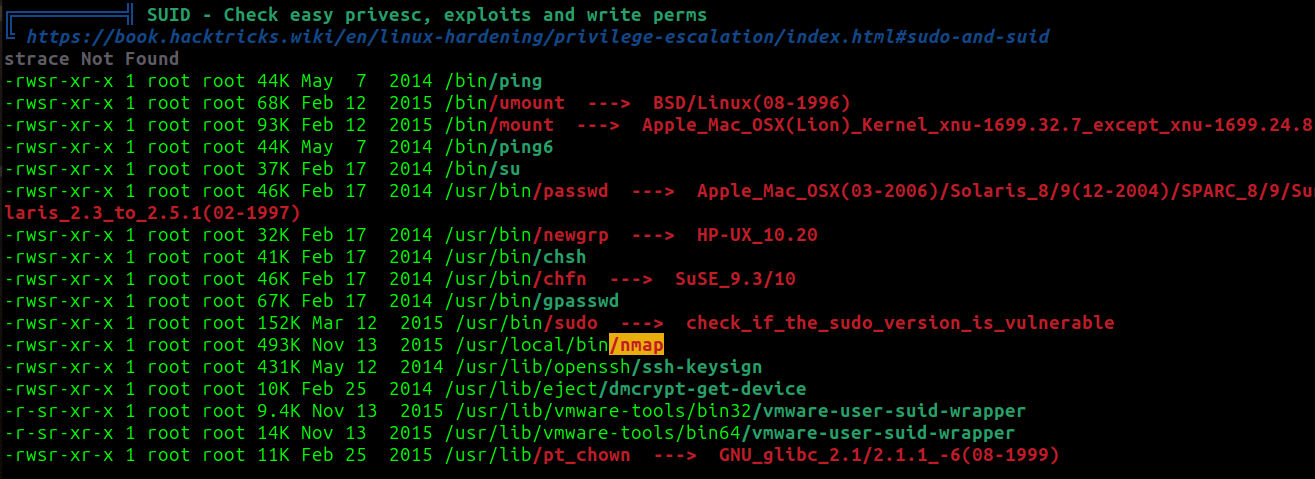 ╔══════════╣ SUID - Check easy privesc, exploits and write perms
╚ https://book.hacktricks.wiki/en/linux-hardening/privilege-escalation/index.html#sudo-and-suid
strace Not Found
-rwsr-xr-x 1 root root 44K May  7  2014 /bin/ping
-rwsr-xr-x 1 root root 68K Feb 12  2015 /bin/umount  --->  BSD/Linux(08-1996)
-rwsr-xr-x 1 root root 93K Feb 12  2015 /bin/mount  --->  Apple_Mac_OSX(Lion)_Kernel_xnu-1699.32.7_except_xnu-1699.24.8
-rwsr-xr-x 1 root root 44K May  7  2014 /bin/ping6
-rwsr-xr-x 1 root root 37K Feb 17  2014 /bin/su
-rwsr-xr-x 1 root root 46K Feb 17  2014 /usr/bin/passwd  --->  Apple_Mac_OSX(03-2006)/Solaris_8/9(12-2004)/SPARC_8/9/Su
laris_2.3_to_2.5.1(02-1997)
-rwsr-xr-x 1 root root 32K Feb 17  2014 /usr/bin/newgrp  --->  HP-UX_10.20
-rwsr-xr-x 1 root root 41K Feb 17  2014 /usr/bin/chsh
-rwsr-xr-x 1 root root 46K Feb 17  2014 /usr/bin/chfn  --->  SuSE_9.3/10
-rwsr-xr-x 1 root root 67K Feb 17  2014 /usr/bin/gpasswd
-rwsr-xr-x 1 root root 152K Mar 12  2015 /usr/bin/sudo  --->  check_if_the_sudo_version_is_vulnerable
-rwsr-xr-x 1 root root 493K Nov 13  2015 /usr/local/bin/nmap
-rwsr-xr-x 1 root root 431K May 12  2014 /usr/lib/openssh/ssh-keysign
-rwsr-xr-x 1 root root 10K Feb 25  2014 /usr/lib/eject/dmcrypt-get-device
-r-sr-xr-x 1 root root 9.4K Nov 13  2015 /usr/lib/vmware-tools/bin32/vmware-user-suid-wrapper
-r-sr-xr-x 1 root root 14K Nov 13  2015 /usr/lib/vmware-tools/bin64/vmware-user-suid-wrapper
-rwsr-xr-x 1 root root 11K Feb 25  2015 /usr/lib/pt_chown  --->  GNU_glibc_2.1/2.1.1_-6(08-1999)